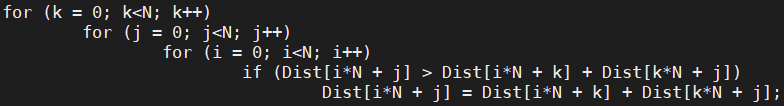 for (k = 0; k<N; k++)
for (j = 0; j<N; j++)
for (i = 0; i<N; i++)
if (Dist[i*N + j] > Dist[i*N + k] + Dist[k*N + j])
Dist[i*N + j] = Dist[i*N + k] + Dist[k*N + j];